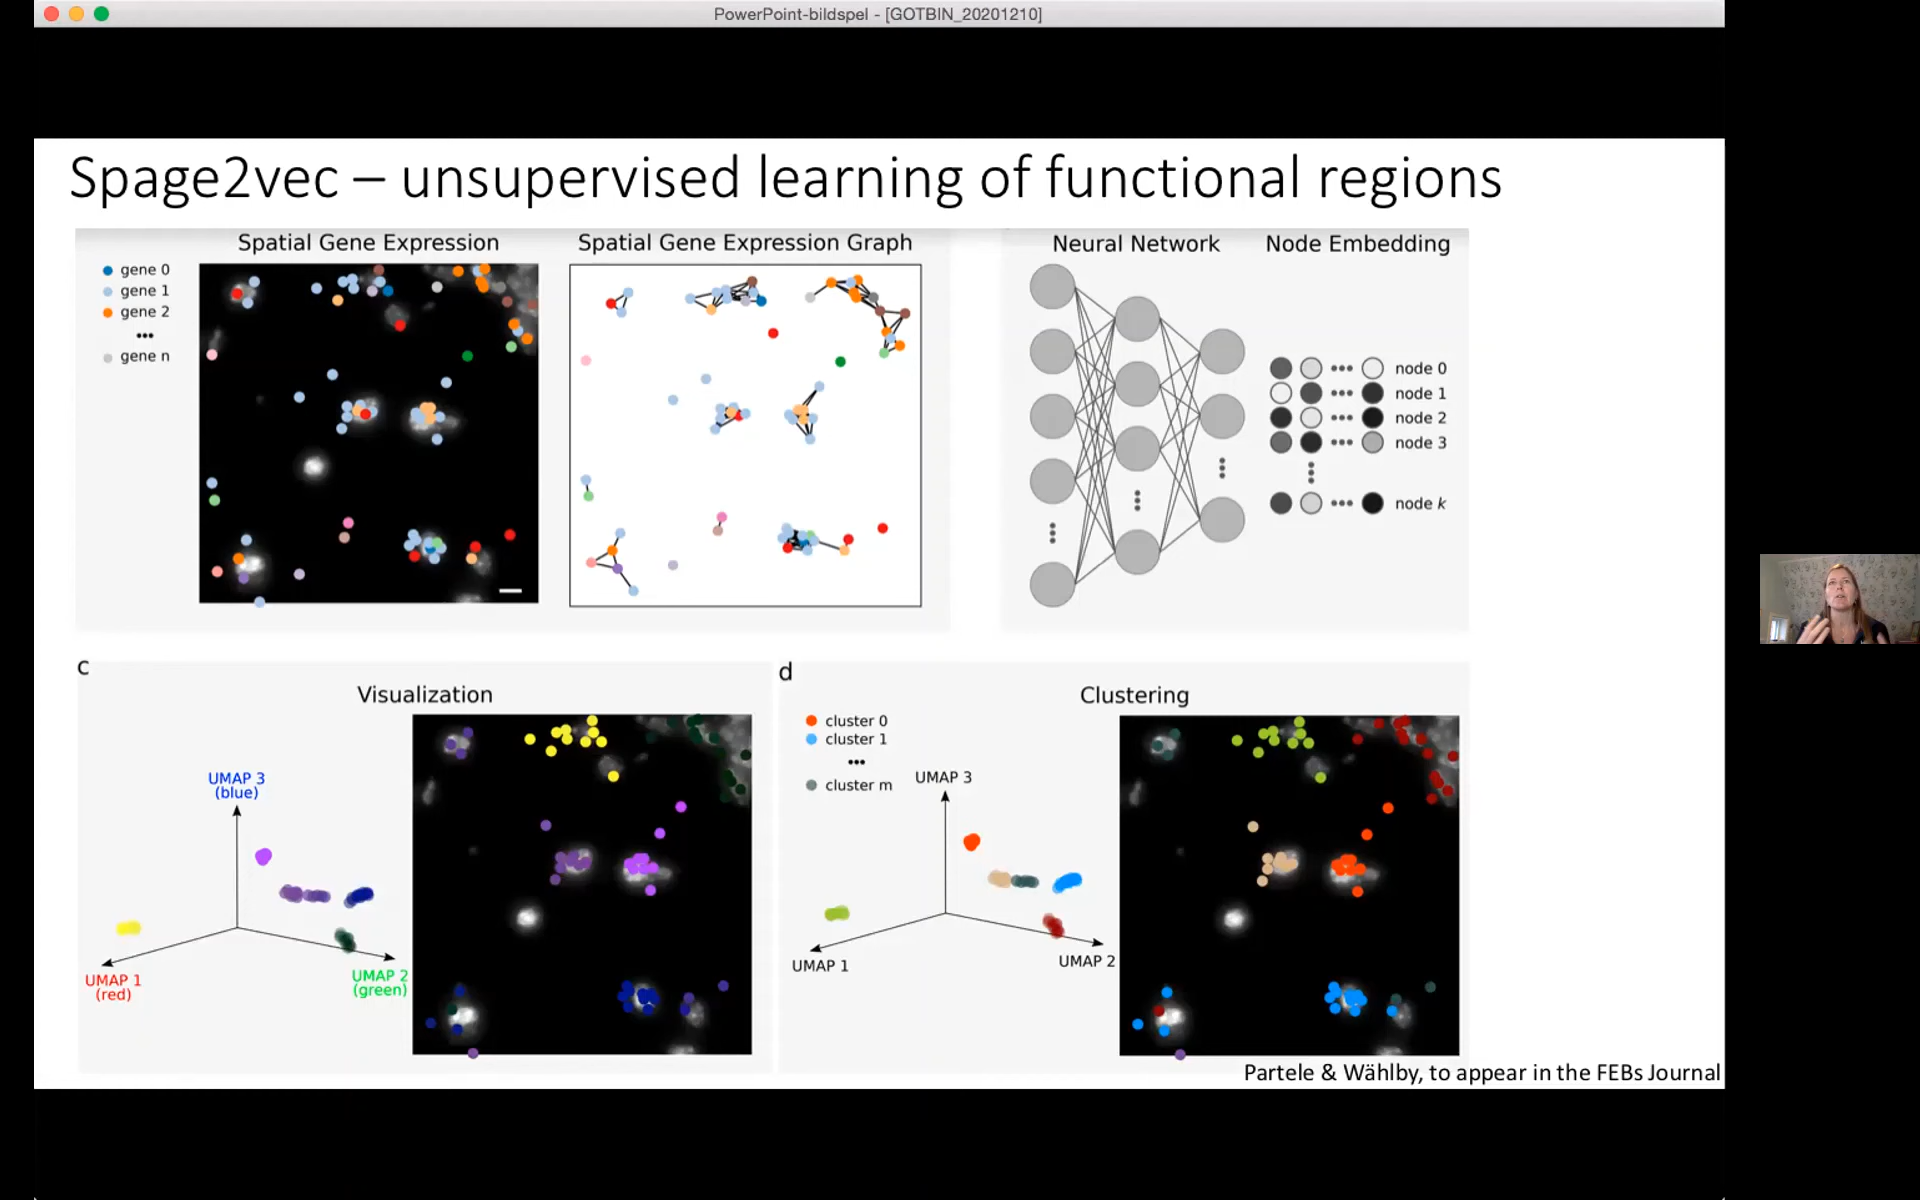 PowerPoint-bildspel - [GOTBIN_20201210]
Spage2vec – unsupervised learning of functional regions
Spatial Gene Expression
gene 0
gene 1
gene 2
•••
gene n
Spatial Gene Expression Graph
Neural Network
Node Embedding
••• node 0
••• node 1
••• node 2
••• node 3
••• node k
c
Visualization
UMAP 3
(blue)
UMAP 1
(red)
UMAP 2
(green)
d
Clustering
cluster 0
cluster 1
•••
cluster m
UMAP 3
UMAP 1
UMAP 2
Partele & Wählby, to appear in the FEBs Journal